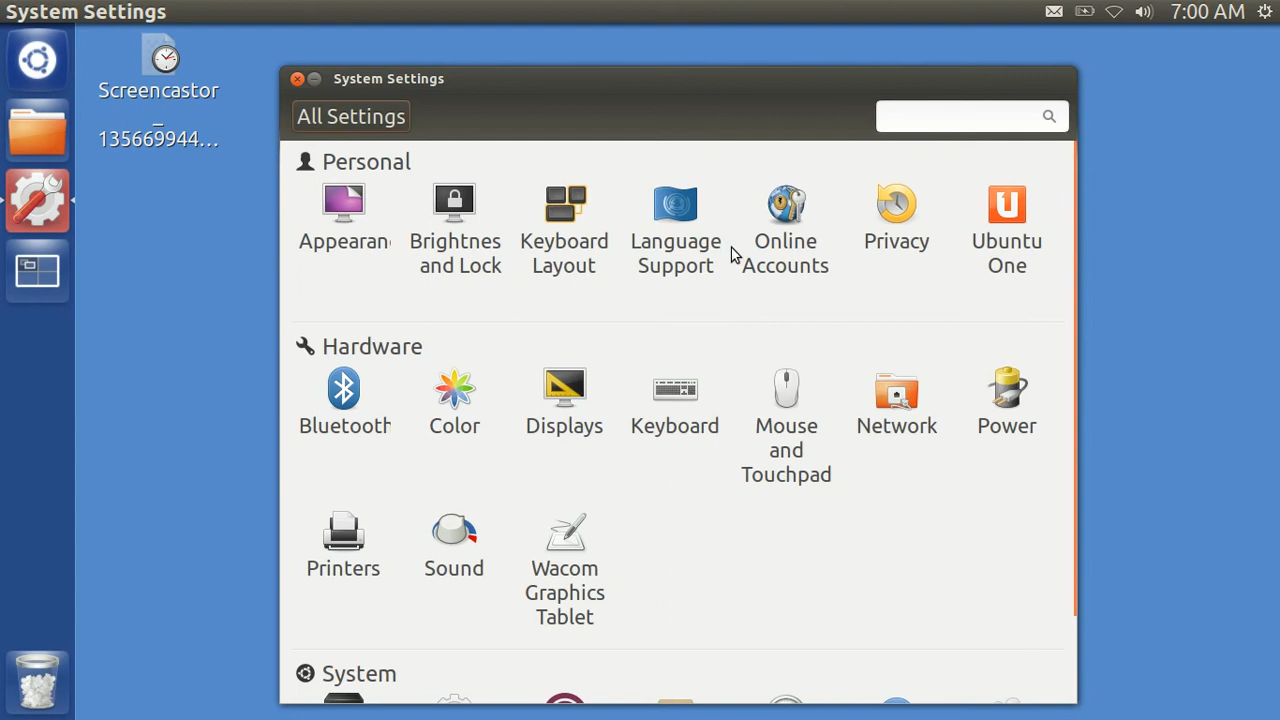 System Settings
7:00 AM
Screencastor
_
135669944...
System Settings
All Settings
Personal
Appearan
Brightnes
and Lock
Keyboard
Layout
Language
Support
Online
Accounts
Privacy
Ubuntu
One
Hardware
Bluetooth
Color
Displays
Keyboard
Mouse
and
Touchpad
Network
Power
Printers
Sound
Wacom
Graphics
Tablet
System